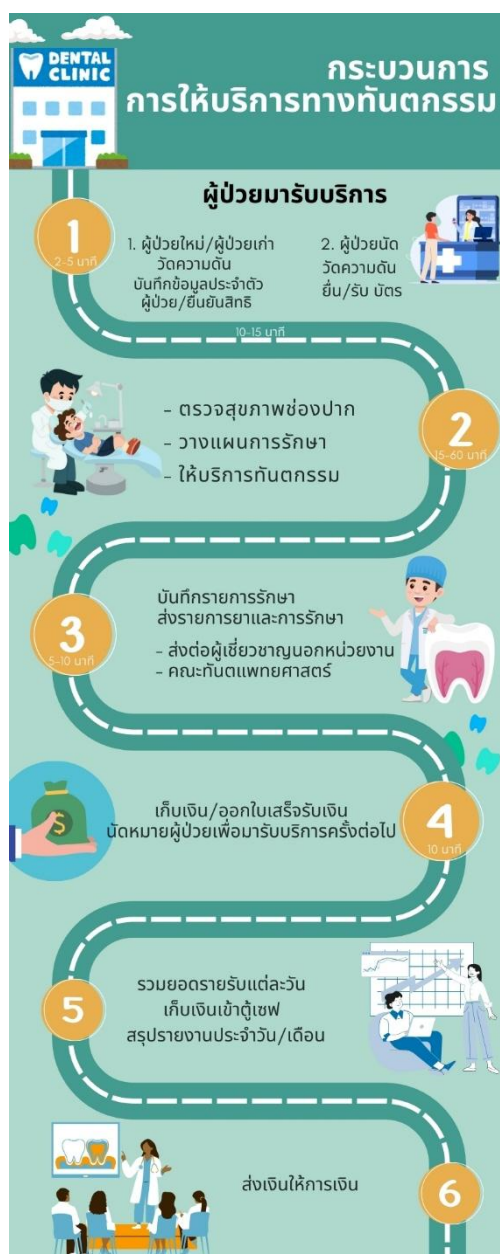 DENTAL
CLINIC
กระบวนการ
การให้บริการทางทันตกรรม
ผู้ป่วยมารับบริการ
1
2-5 นาที
1. ผู้ป่วยใหม่/ผู้ป่วยเก่า
วัดความดัน
บันทึกข้อมูลประจำตัว
ผู้ป่วย/ยืนยันสิทธิ
2. ผู้ป่วยนัด
วัดความดัน
ยื่น/รับ บัตร
10-15 นาที
- ตรวจสุขภาพช่องปาก
- วางแผนการรักษา
- ให้บริการทันตกรรม
2
15-60 นาที
3
5-10 นาที
บันทึกรายการรักษา
ส่งรายการยาและการรักษา
- ส่งต่อผู้เชี่ยวชาญนอกหน่วยงาน
- คณะทันตแพทยศาสตร์
เก็บเงิน/ออกใบเสร็จรับเงิน
นัดหมายผู้ป่วยเพื่อมารับบริการครั้งต่อไป
4
10 นาที
$
5
รวมยอดรายรับแต่ละวัน
เก็บเงินเข้าตู้เซฟ
สรุปรายงานประจำวัน/เดือน
ส่งเงินให้การเงิน
6